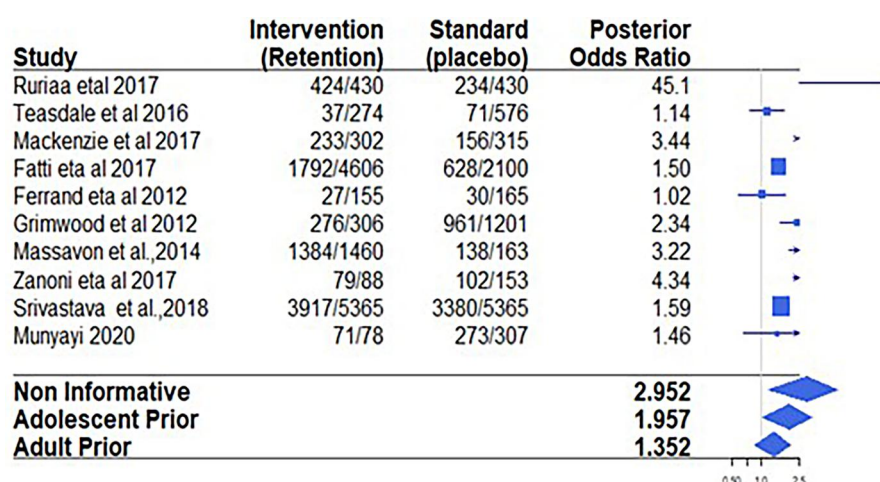 Intervention Standard Posterior
Study (Retention) (placebo) Odds Ratio
Ruriaa etal 2017 424/430 234/430 45.1
Teasdale et al 2016 37/274 71/576 1.14
Mackenzie et al 2017 233/302 156/315 3.44
Fatti eta al 2017 1792/4606 628/2100 1.50
Ferrand eta al 2012 27/155 30/165 1.02
Grimwood et al 2012 276/306 961/1201 2.34
Massavon et al.,2014 1384/1460 138/163 3.22
Zanoni eta al 2017 79/88 102/153 4.34
Srivastava et al.,2018 3917/5365 3380/5365 1.59
Munyayi 2020 71/78 273/307 1.46
Non Informative 2.952
Adolescent Prior 1.957
Adult Prior 1.352
0.50 1.0 2.5